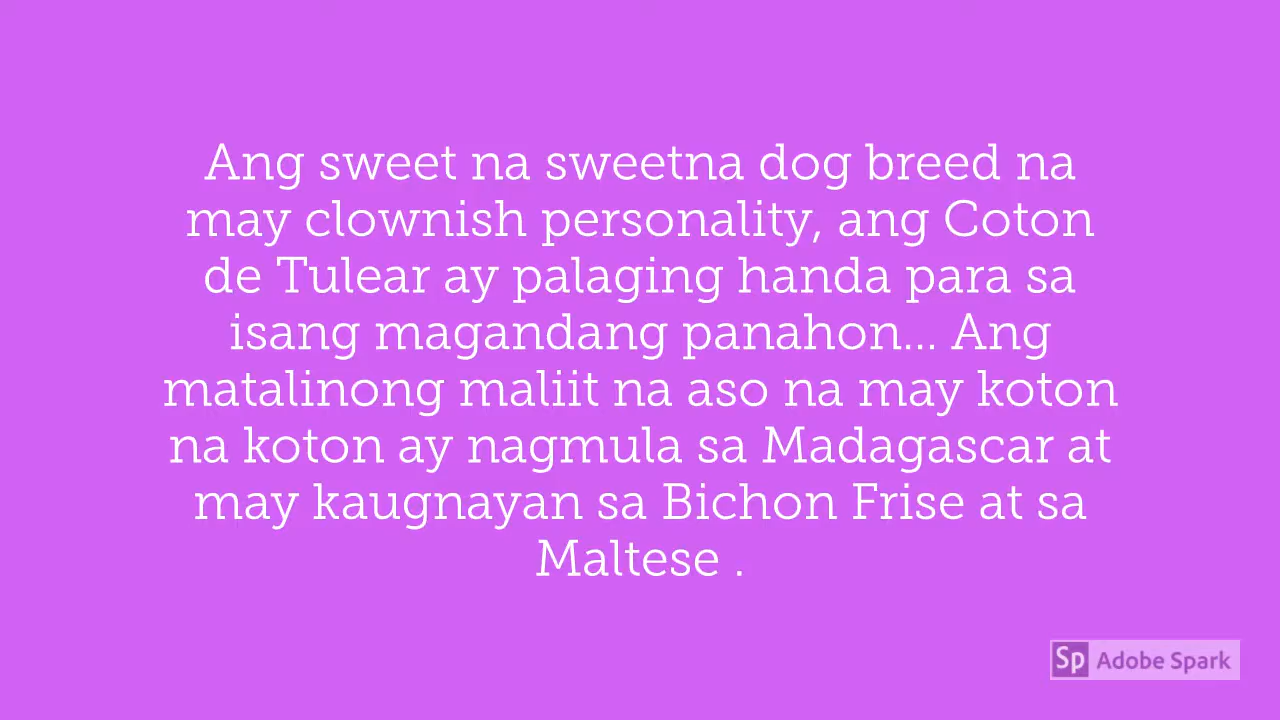 Ang sweet na sweetna dog breed na
may clownish personality, ang Coton
de Tulear ay palaging handa para sa
isang magandang panahon... Ang
matalinong maliit na aso na may koton
na koton ay nagmula sa Madagascar at
may kaugnayan sa Bichon Frise at sa
Maltese .
Sp Adobe Spark